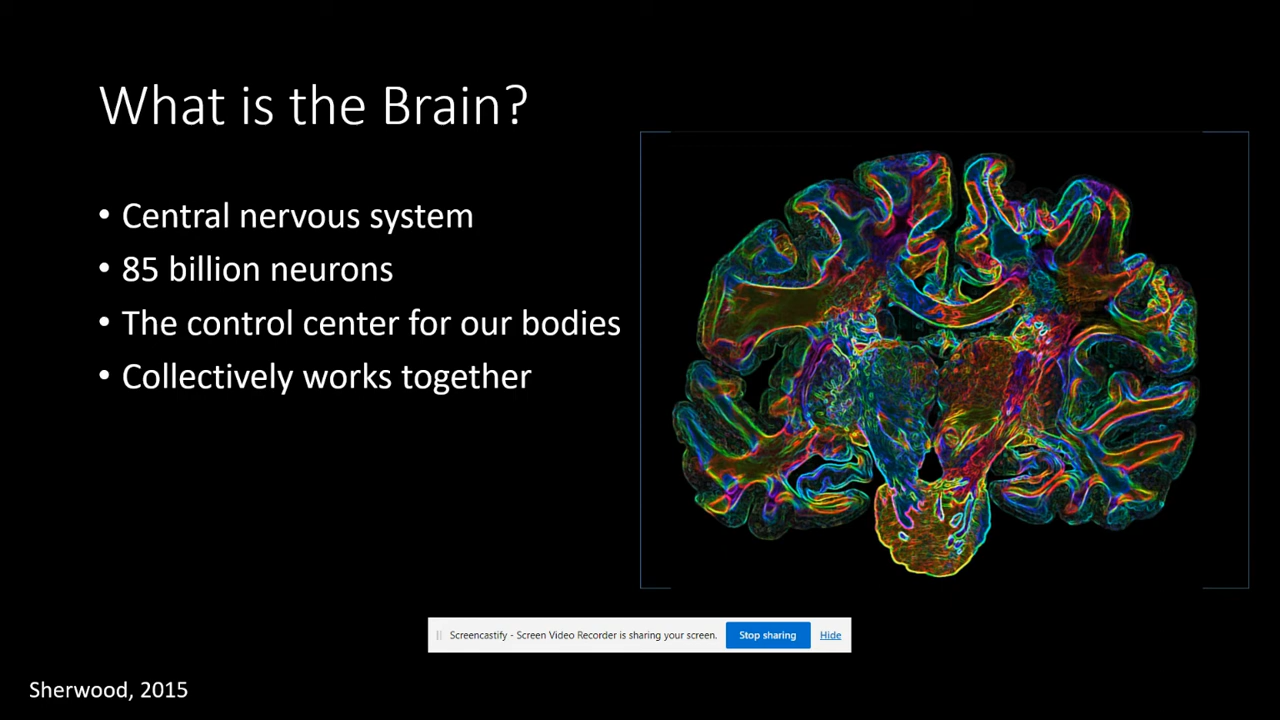 What is the Brain?
• Central nervous system
• 85 billion neurons
• The control center for our bodies
• Collectively works together
Screencastify - Screen Video Recorder is sharing your screen. Stop sharing Hide
Sherwood, 2015